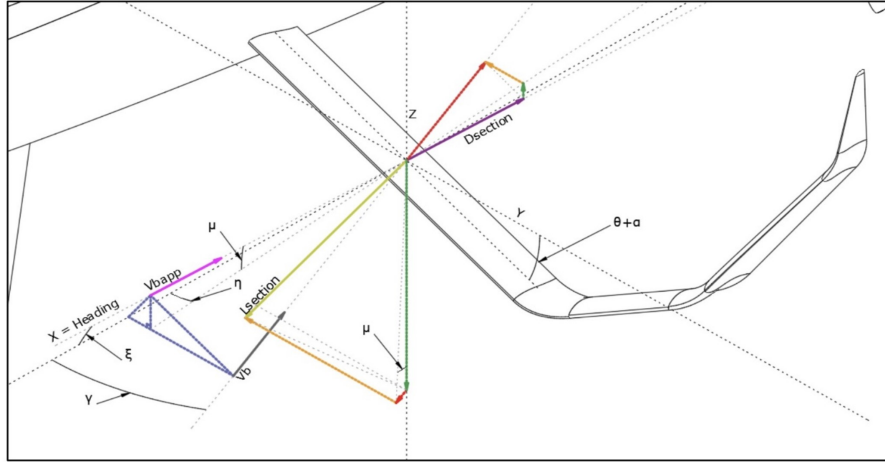 Z
Dsection
Y
θ+α
μ
Vbapp
η
Lsection
X = Heading
μ
ξ
Vb
γ